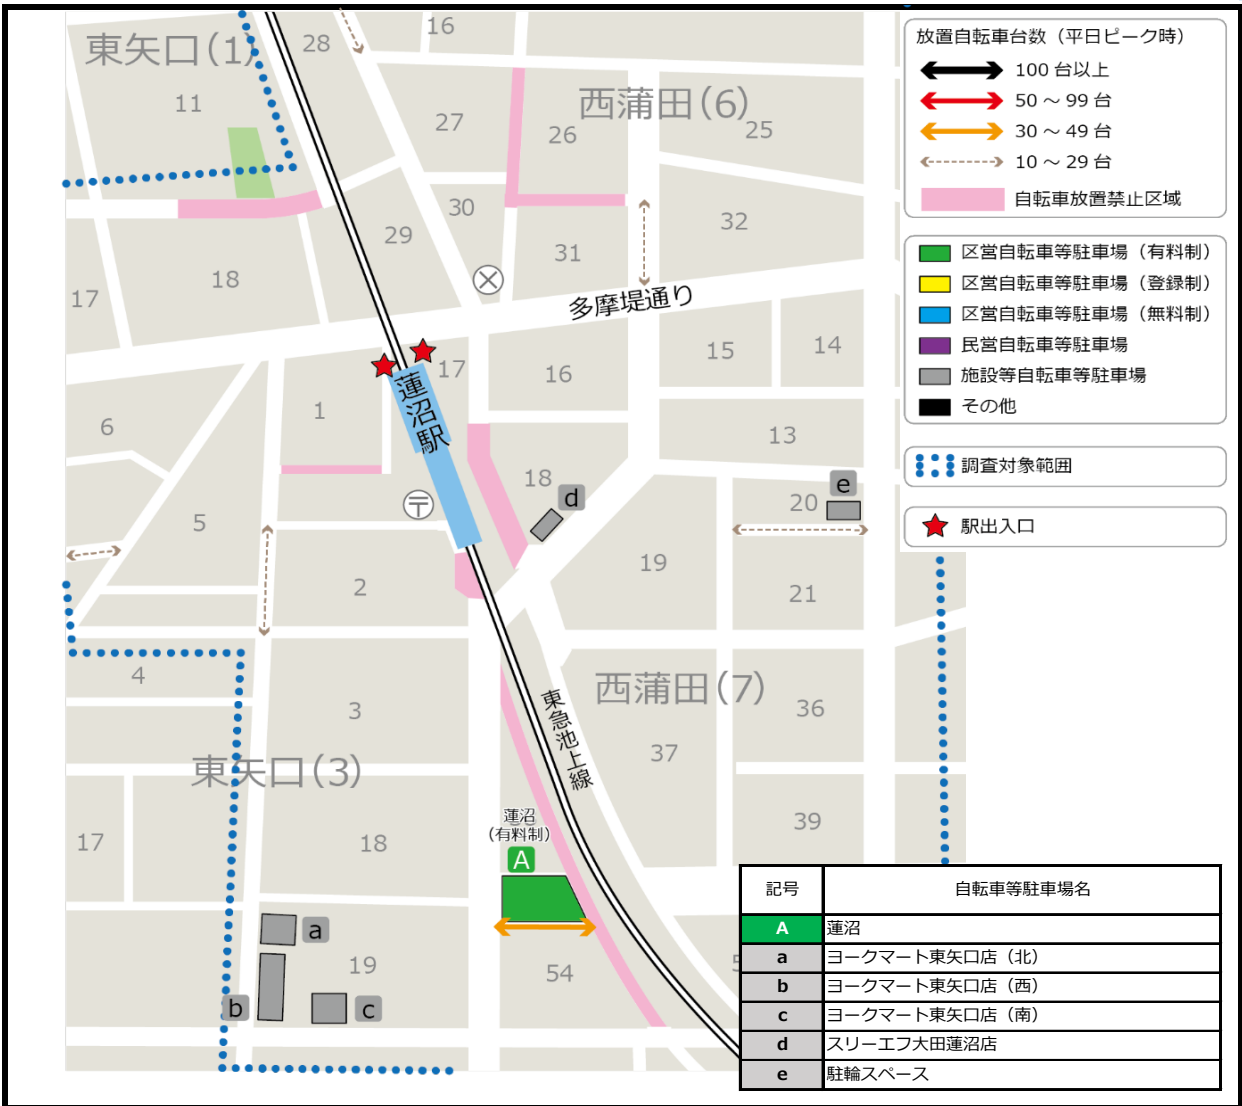 東矢口(1)
28
16
11
27
西蒲田(6)
26
25
30
29
31
32
18
17
多摩堤通り
17
16
15
14
蓮沼駅
1
6
13
18
d
20
e
〒
5
2
19
21
4
3
西蒲田(7)
36
東急池上線
37
東矢口(3)
17
18
39
蓮沼
(有料制)
A
a
19
b
c
54
放置自転車台数（平日ピーク時）
100 台以上
50 ～ 99 台
30 ～ 49 台
10 ～ 29 台
自転車放置禁止区域
区営自転車等駐車場（有料制）
区営自転車等駐車場（登録制）
区営自転車等駐車場（無料制）
民営自転車等駐車場
施設等自転車等駐車場
その他
調査対象範囲
駅出入口
記号 自転車等駐車場名
A 蓮沼
a ヨークマート東矢口店（北）
b ヨークマート東矢口店（西）
c ヨークマート東矢口店（南）
d スリーエフ大田蓮沼店
e 駐輪スペース